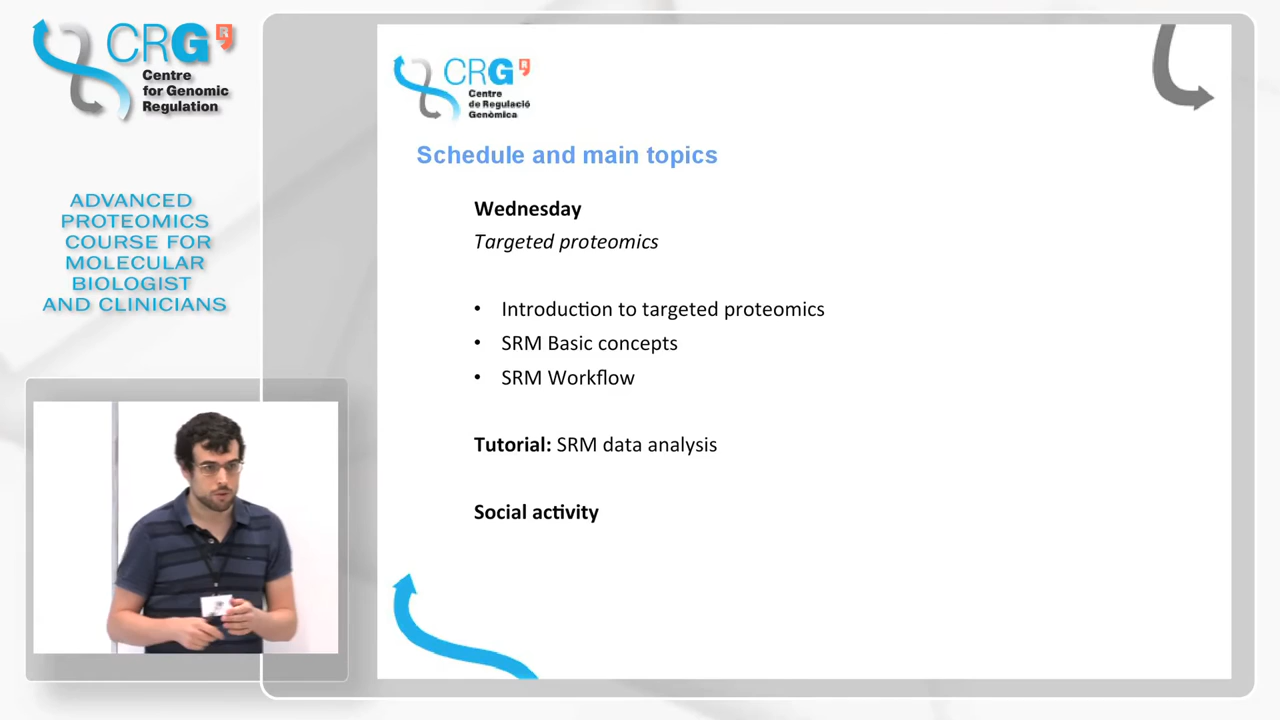 CRG
R
Centre
for Genomic
Regulation
ADVANCED
PROTEOMICS
COURSE FOR
MOLECULAR
BIOLOGIST
AND CLINICIANS
CRG
R
Centre
de Regulació
Genòmica
Schedule and main topics
Wednesday
Targeted proteomics
• Introduction to targeted proteomics
• SRM Basic concepts
• SRM Workflow
Tutorial: SRM data analysis
Social activity